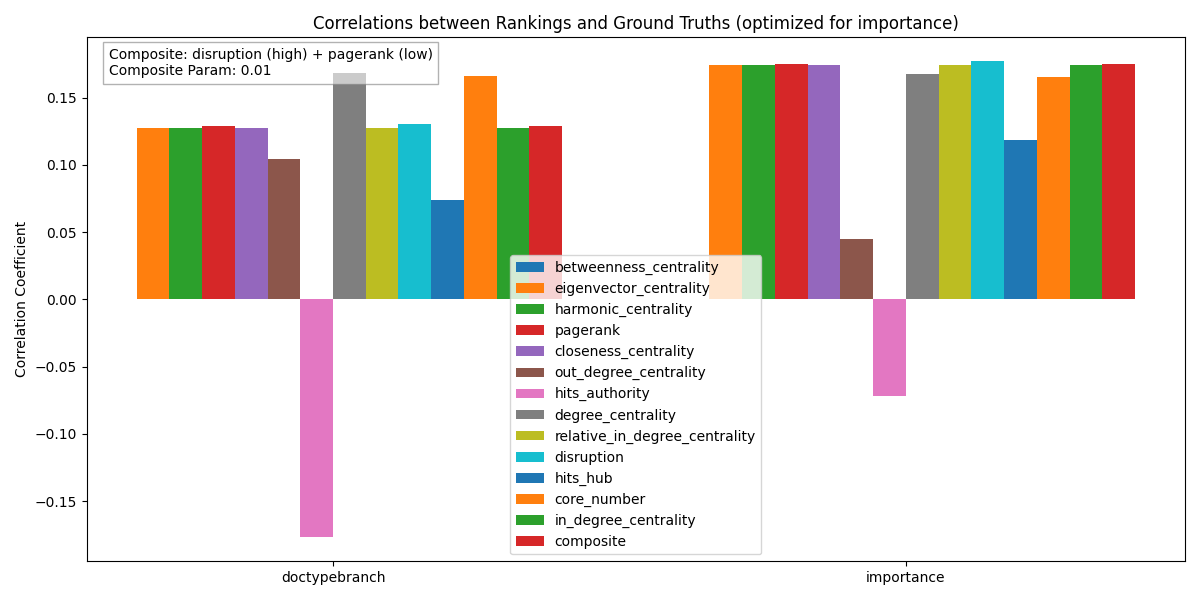 Correlations between Rankings and Ground Truths (optimized for importance)
Composite: disruption (high) + pagerank (low)
Composite Param: 0.01
Correlation Coefficient
0.15
0.10
0.05
0.00
−0.05
−0.10
−0.15
betweenness_centrality
eigenvector_centrality
harmonic_centrality
pagerank
closeness_centrality
out_degree_centrality
hits_authority
degree_centrality
relative_in_degree_centrality
disruption
hits_hub
core_number
in_degree_centrality
composite
doctypebranch
importance